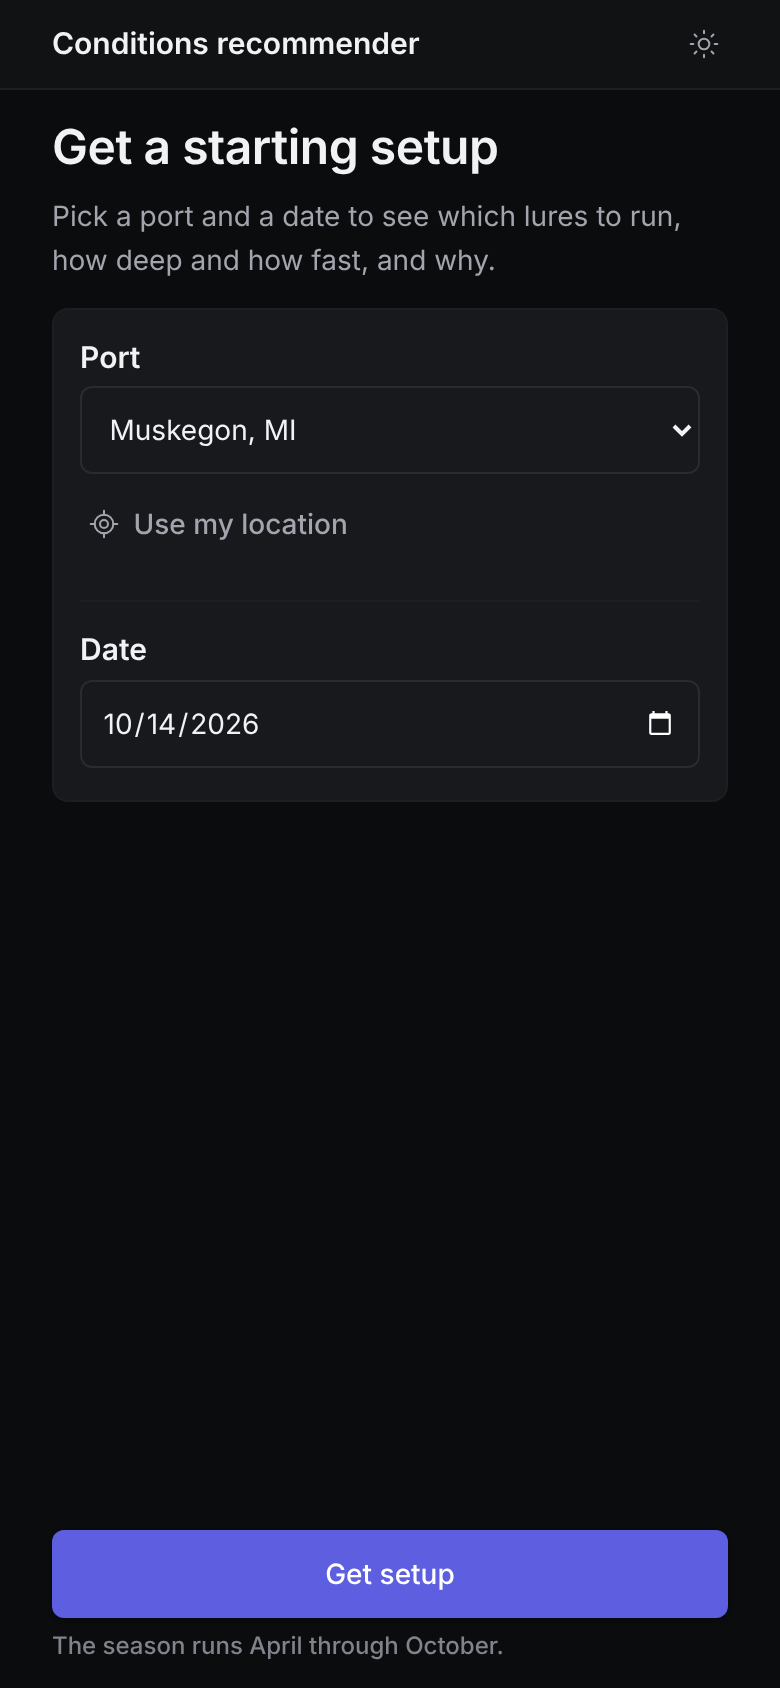 Conditions recommender
Get a starting setup
Pick a port and a date to see which lures to run,
how deep and how fast, and why.
Port
Muskegon, MI
Use my location
Date
10/14/2026
Get setup
The season runs April through October.